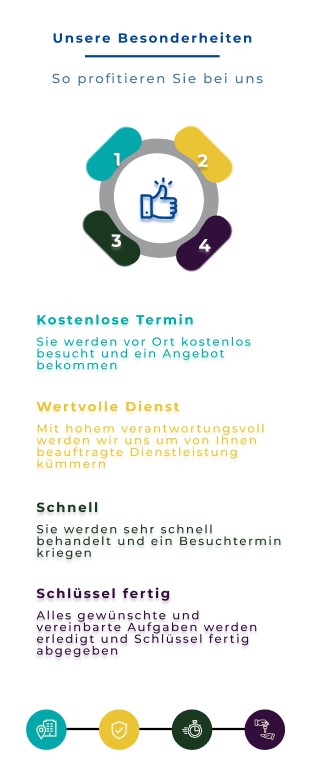 Unsere Besonderheiten
So profitieren Sie bei uns
1
2
3
4
Kostenlose Termin
Sie werden vor Ort kostenlos
besucht und ein Angebot
bekommen
Wertvolle Dienst
Mit hohem verantwortungsvoll
werden wir uns um von Ihnen
beauftragte Dienstleistung
kümmern
Schnell
Sie werden sehr schnell
behandelt und ein Besuchtermin
kriegen
Schlüssel fertig
Alles gewünschte und
vereinbarte Aufgaben werden
erledigt und Schlüssel fertig
abgegeben